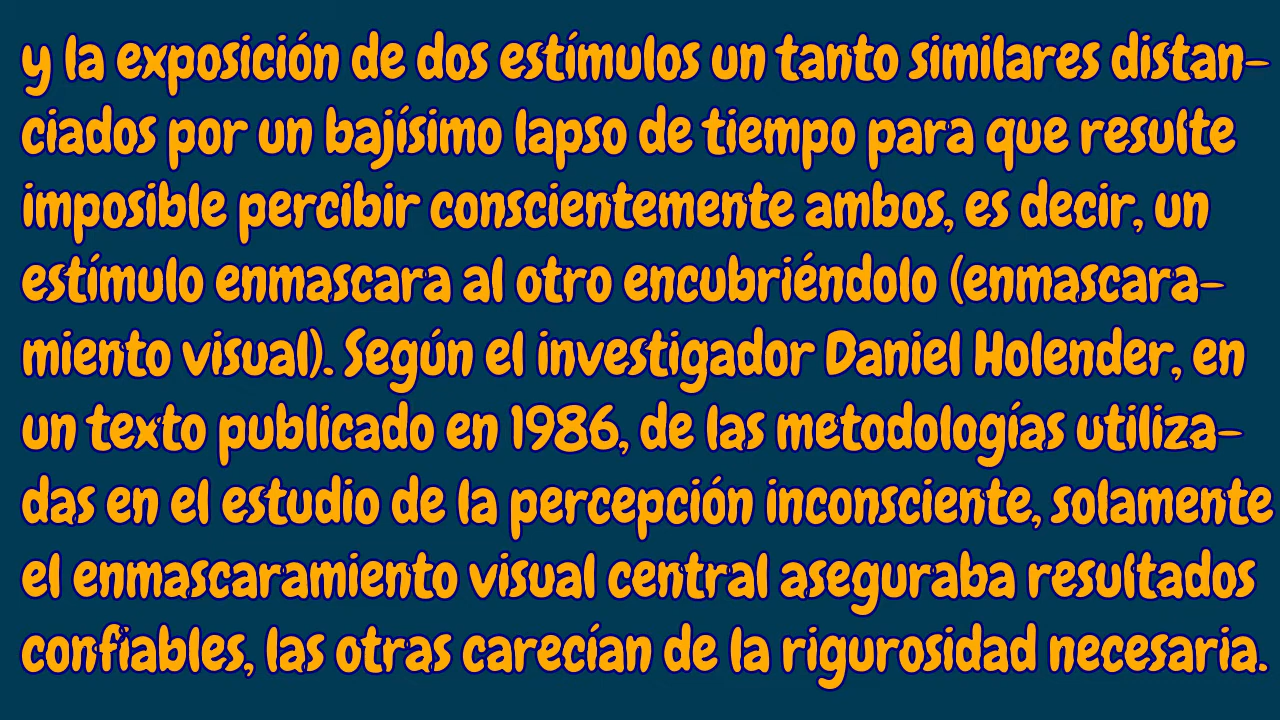 y la exposición de dos estímulos un tanto similares distan-
ciados por un bajísimo lapso de tiempo para que resulte
imposible percibir conscientemente ambos, es decir, un
estímulo enmascara al otro encubriéndolo (enmascara-
miento visual). Según el investigador Daniel Holender, en
un texto publicado en 1986, de las metodologías utiliza-
das en el estudio de la percepción inconsciente, solamente
el enmascaramiento visual central aseguraba resultados
confiables, las otras carecían de la rigurosidad necesaria.